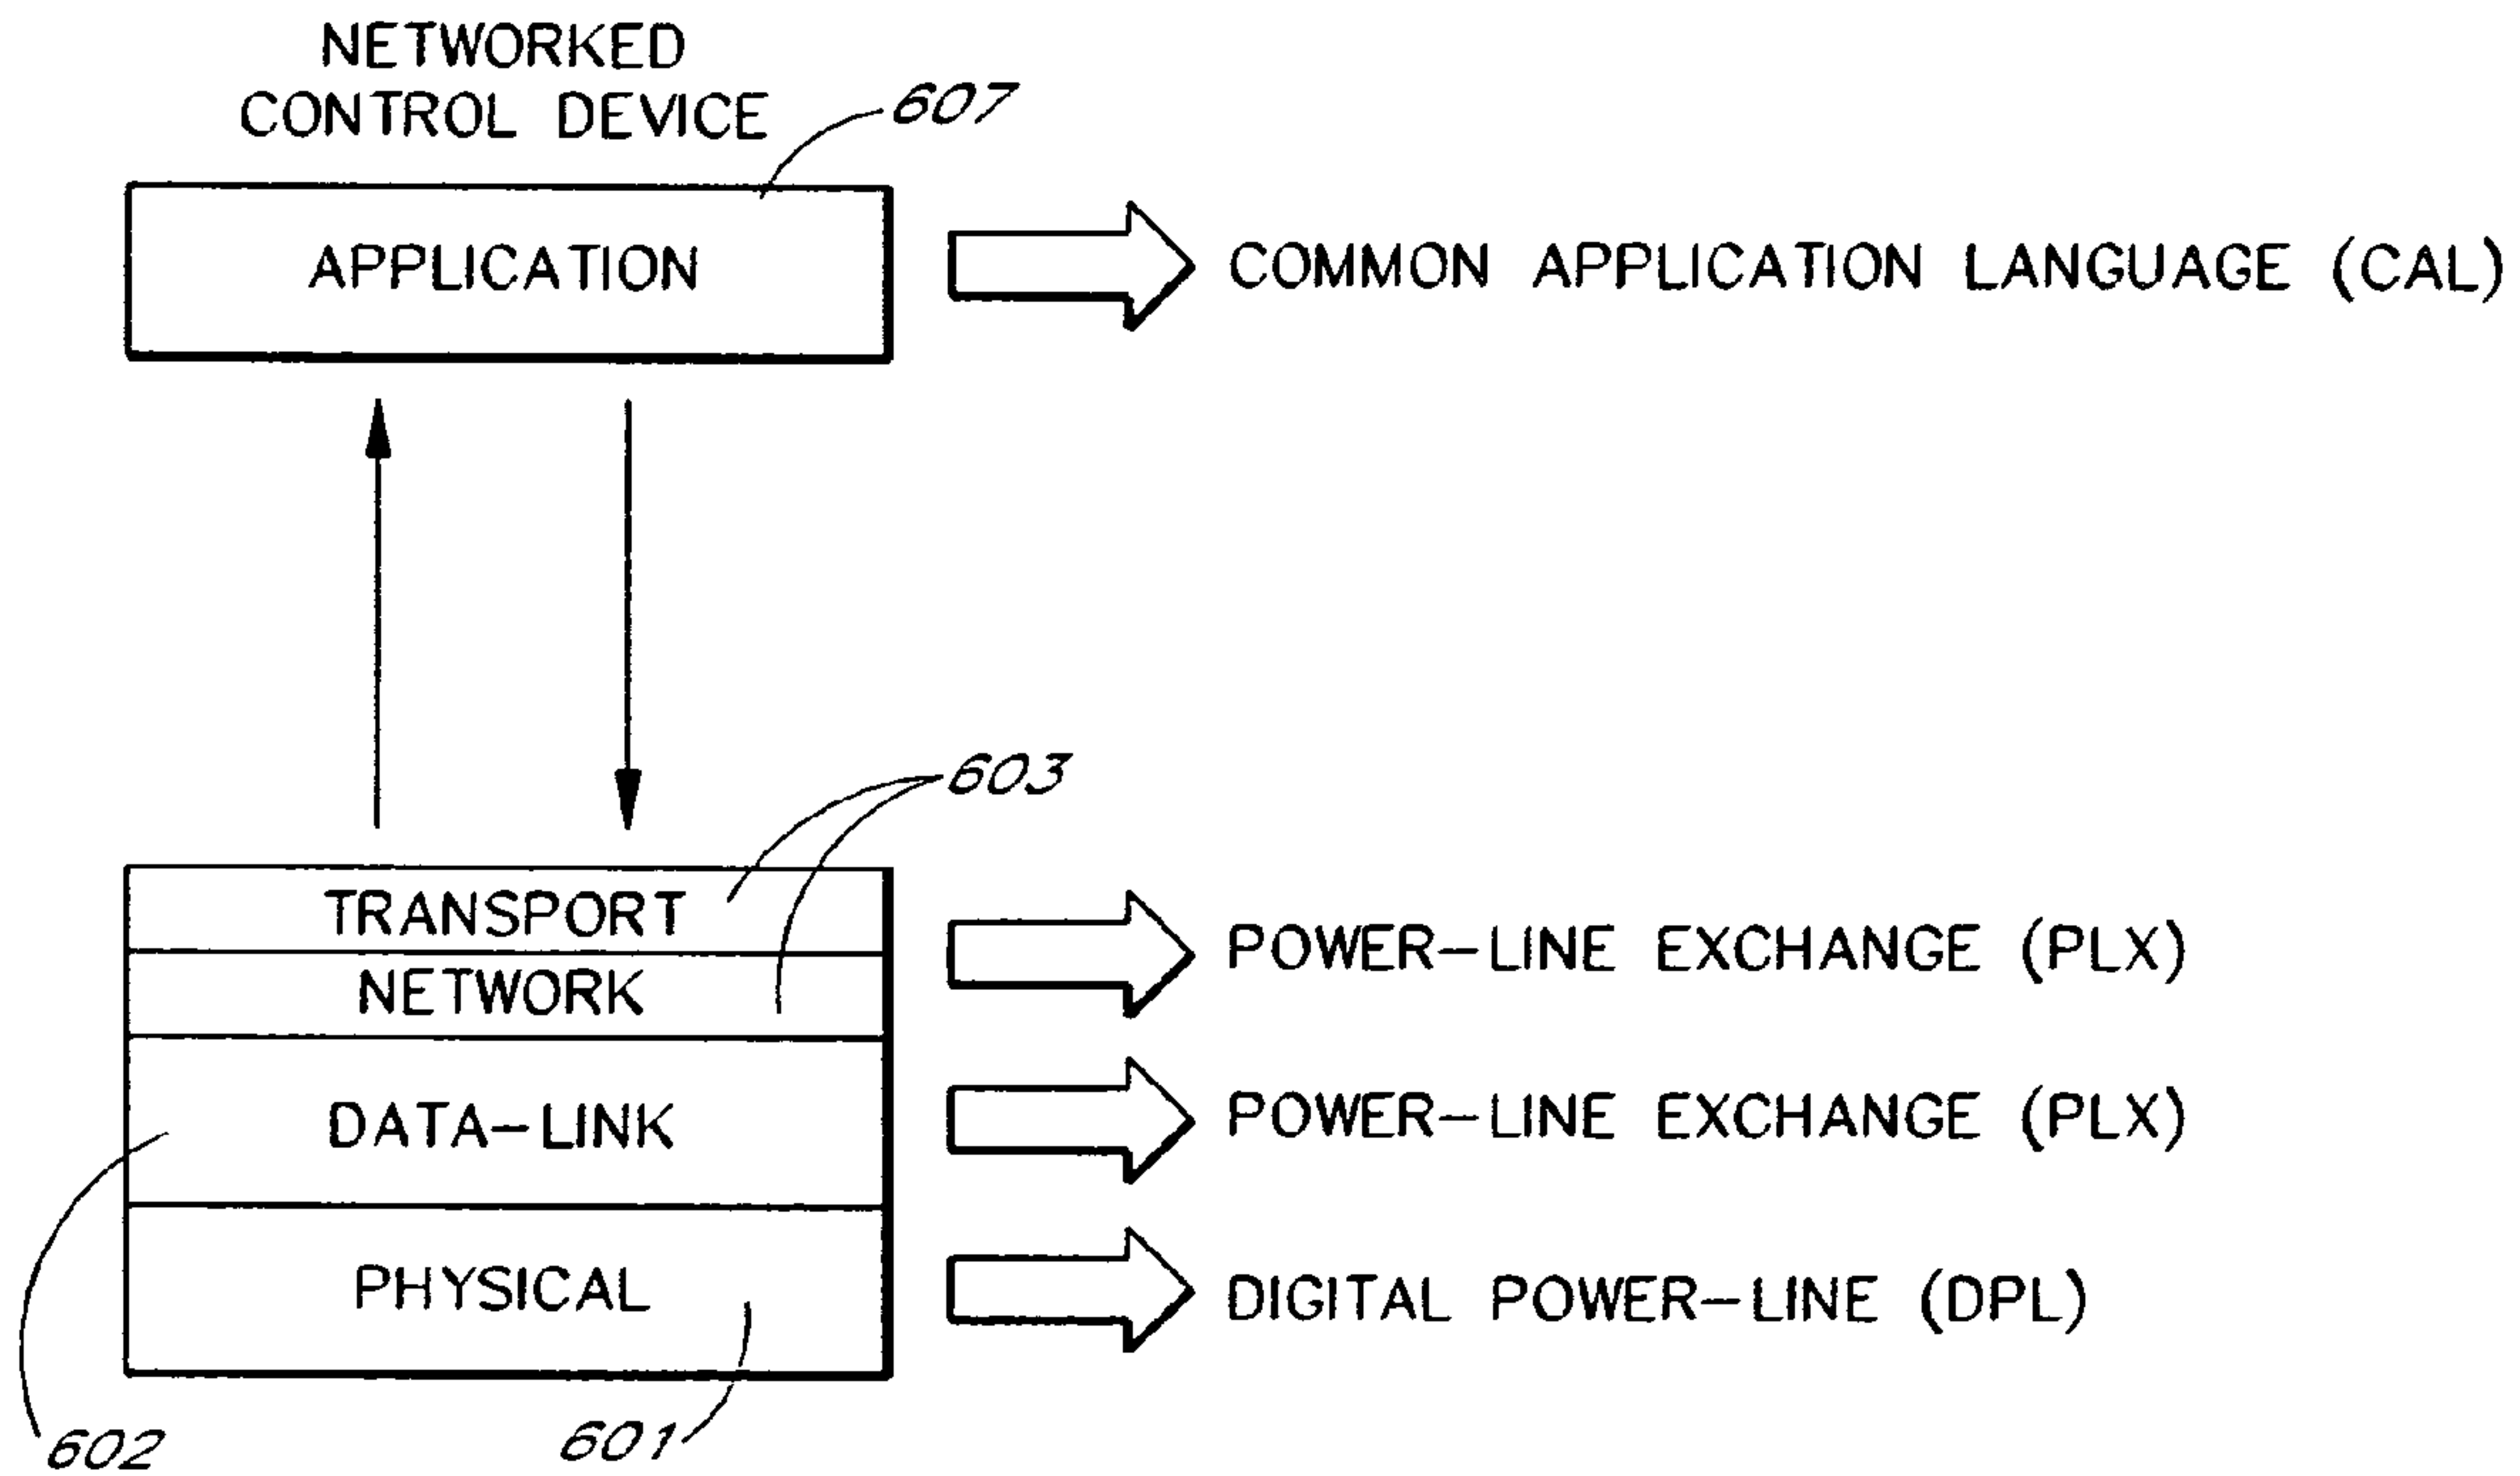 NETWORKED
CONTROL DEVICE
607
APPLICATION
COMMON APPLICATION LANGUAGE (CAL)
603
TRANSPORT
POWER-LINE EXCHANGE (PLX)
NETWORK
DATA-LINK
POWER-LINE EXCHANGE (PLX)
PHYSICAL
DIGITAL POWER-LINE (DPL)
602
601